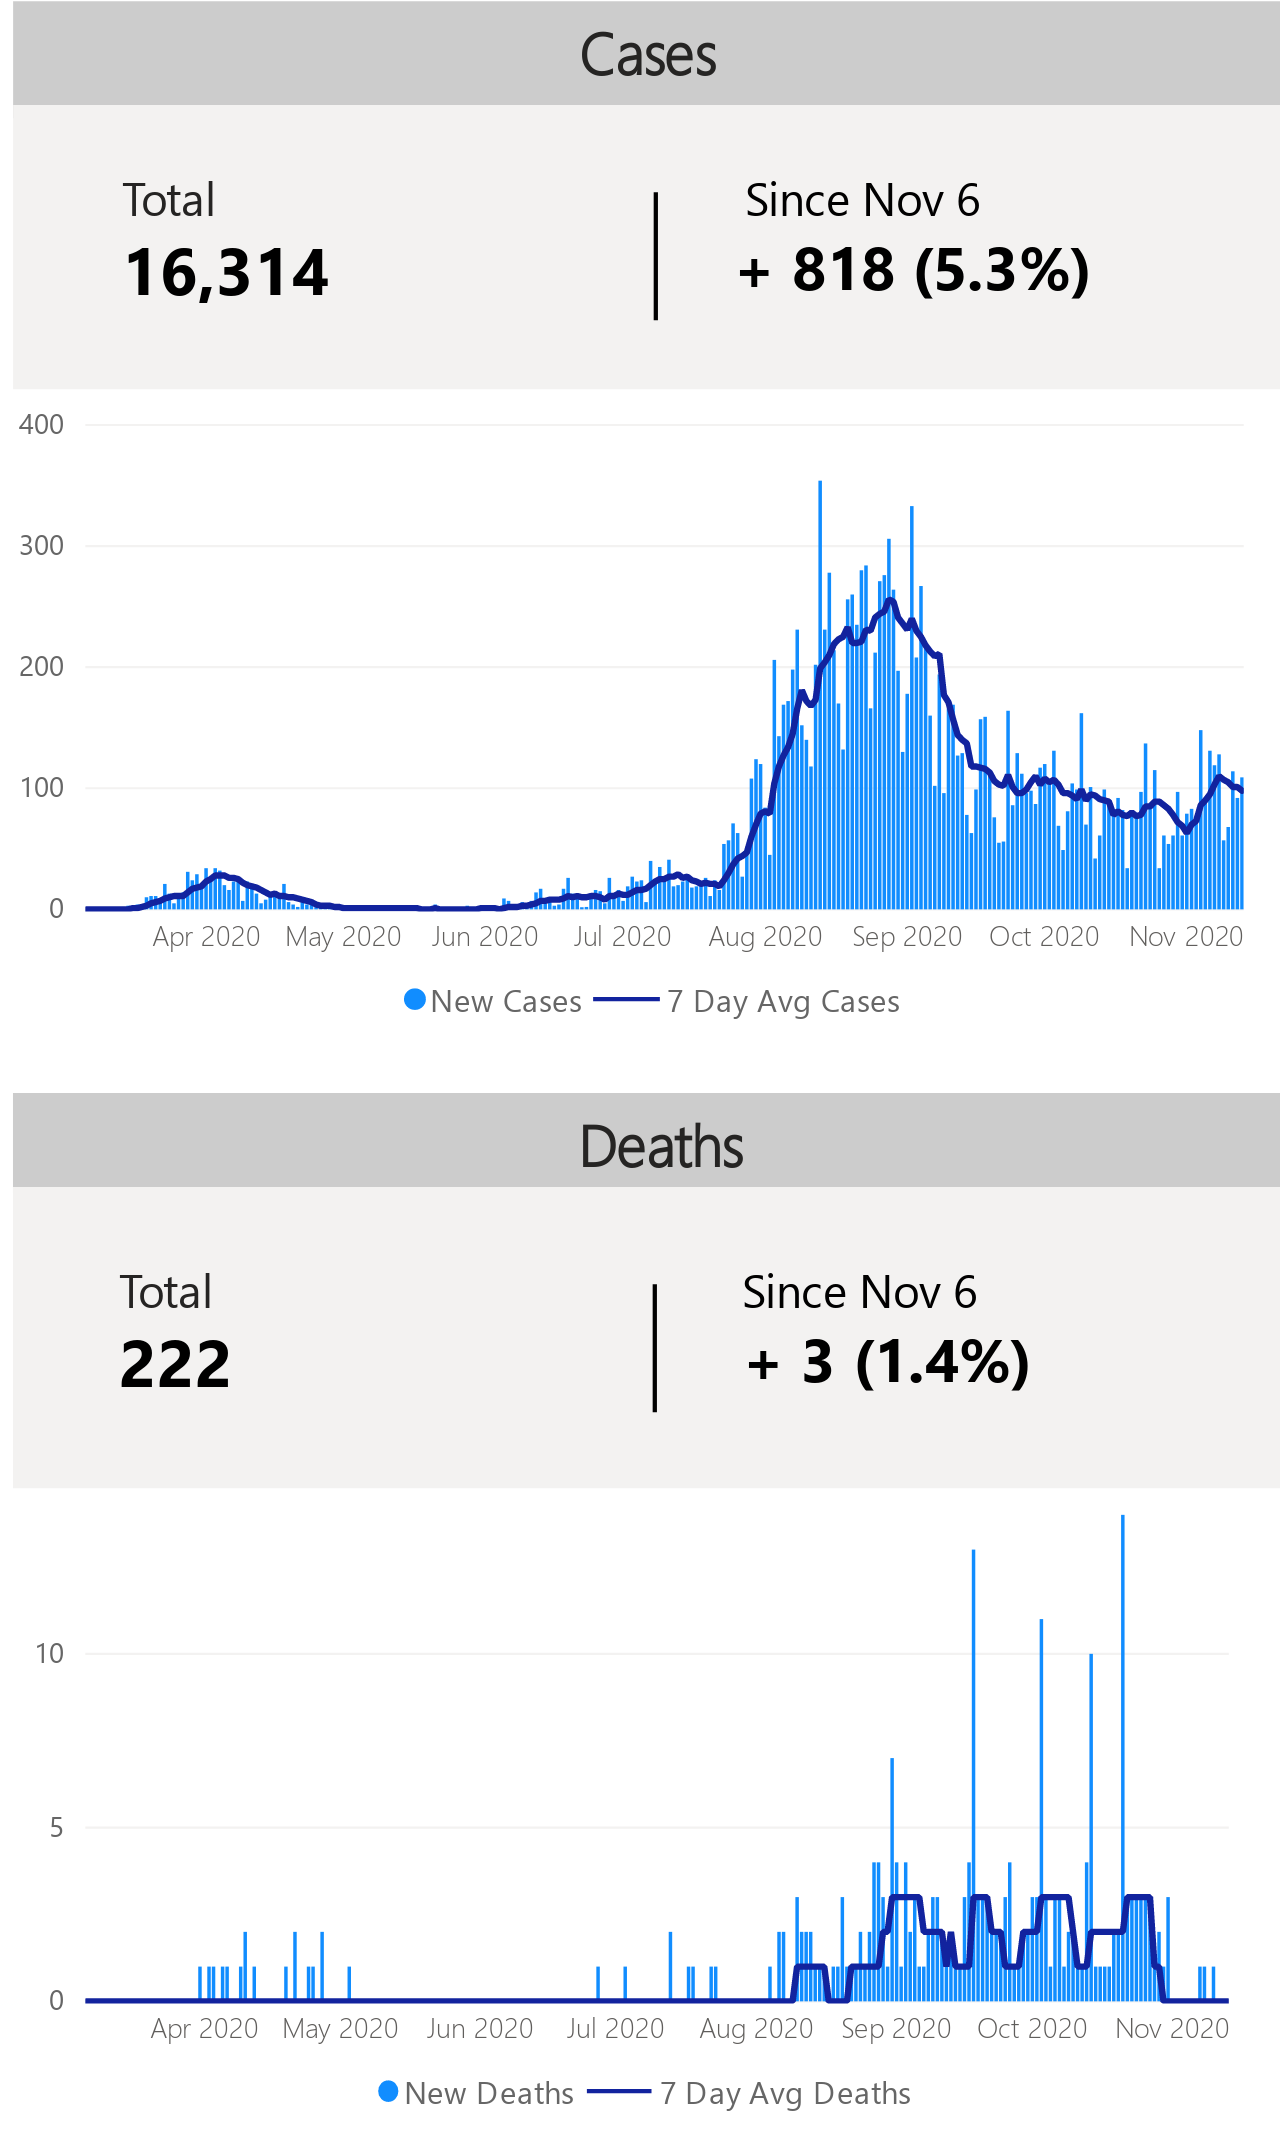 Cases
Total
Since Nov 6
16,314
+ 818 (5.3%)
400
300
200
100
0
Apr 2020 May 2020 Jun 2020 Jul 2020 Aug 2020 Sep 2020 Oct 2020 Nov 2020
New Cases 7 Day Avg Cases
Deaths
Total
Since Nov 6
222
+ 3 (1.4%)
10
5
0
Apr 2020 May 2020 Jun 2020 Jul 2020 Aug 2020 Sep 2020 Oct 2020 Nov 2020
New Deaths 7 Day Avg Deaths